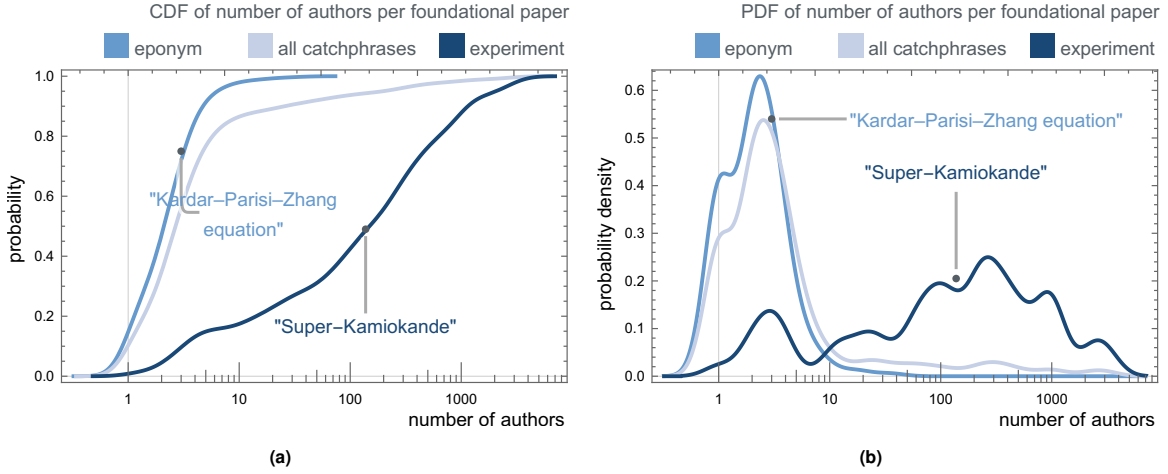 CDF of number of authors per foundational paper
eponym all catchphrases experiment
1.0
0.8
0.6
0.4
0.2
0.0
probability
"Kardar–Parisi–Zhang
equation"
"Super–Kamiokande"
1 10 100 1000
number of authors
(a)
PDF of number of authors per foundational paper
eponym all catchphrases experiment
0.6
0.5
0.4
0.3
0.2
0.1
0.0
probability density
"Kardar–Parisi–Zhang equation"
"Super–Kamiokande"
1 10 100 1000
number of authors
(b)